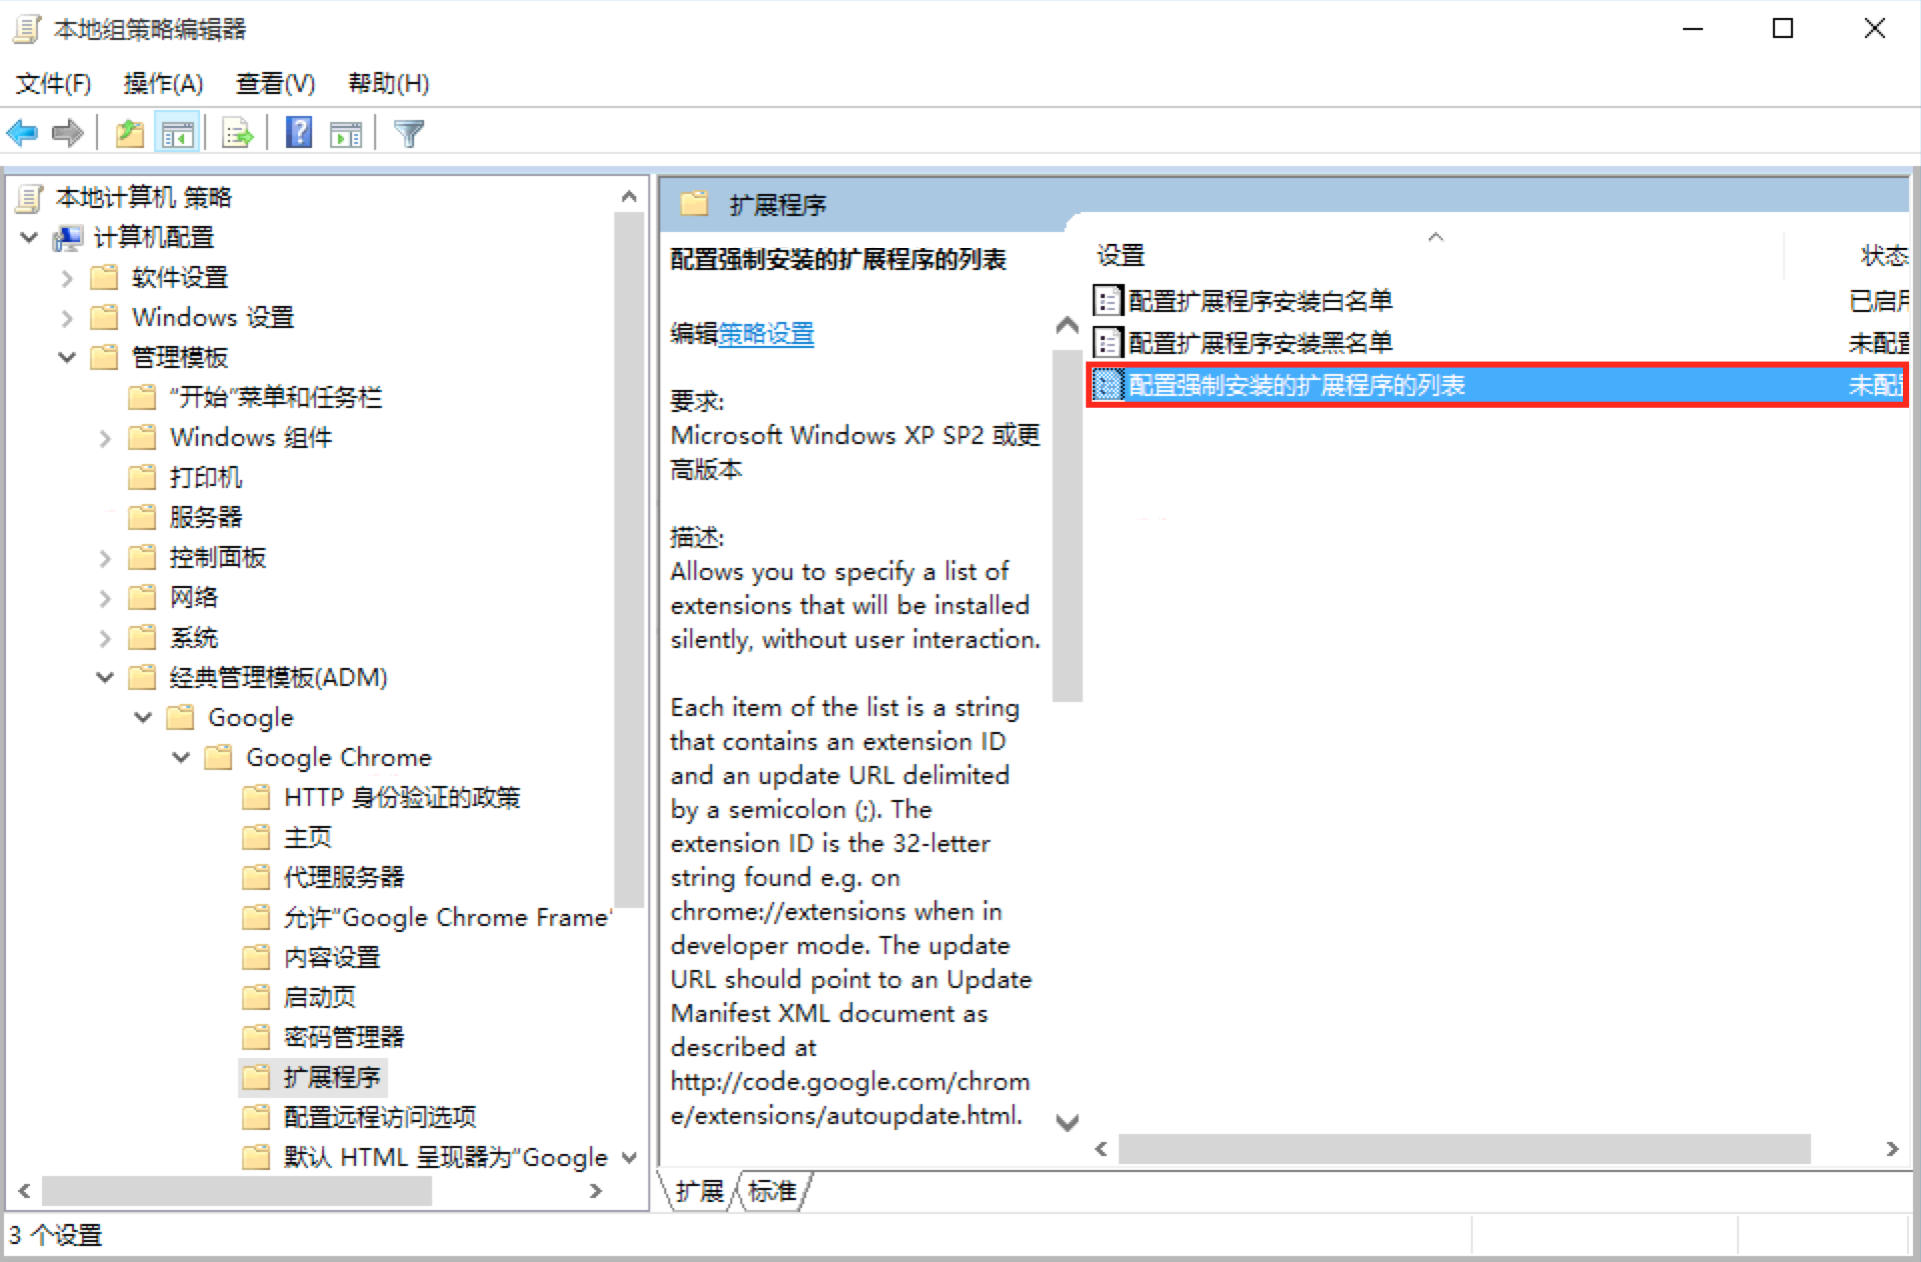 本地组策略编辑器
文件(F) 操作(A) 查看(V) 帮助(H)
本地计算机 策略
计算机配置
软件设置
Windows 设置
管理模板
“开始”菜单和任务栏
Windows 组件
打印机
服务器
控制面板
网络
系统
经典管理模板(ADM)
Google
Google Chrome
HTTP 身份验证的政策
主页
代理服务器
允许“Google Chrome Frame”
内容设置
启动页
密码管理器
扩展程序
配置远程访问选项
默认 HTML 呈现器为“Google
扩展程序
配置强制安装的扩展程序的列表
编辑策略设置
要求:
Microsoft Windows XP SP2 或更
高版本
描述:
Allows you to specify a list of
extensions that will be installed
silently, without user interaction.
Each item of the list is a string
that contains an extension ID
and an update URL delimited
by a semicolon (;). The
extension ID is the 32-letter
string found e.g. on
chrome://extensions when in
developer mode. The update
URL should point to an Update
Manifest XML document as
described at
http://code.google.com/chrom
e/extensions/autoupdate.html.
设置 状态
配置扩展程序安装白名单 已启用
配置扩展程序安装黑名单 未配置
配置强制安装的扩展程序的列表 未配置
扩展 标准
3 个设置